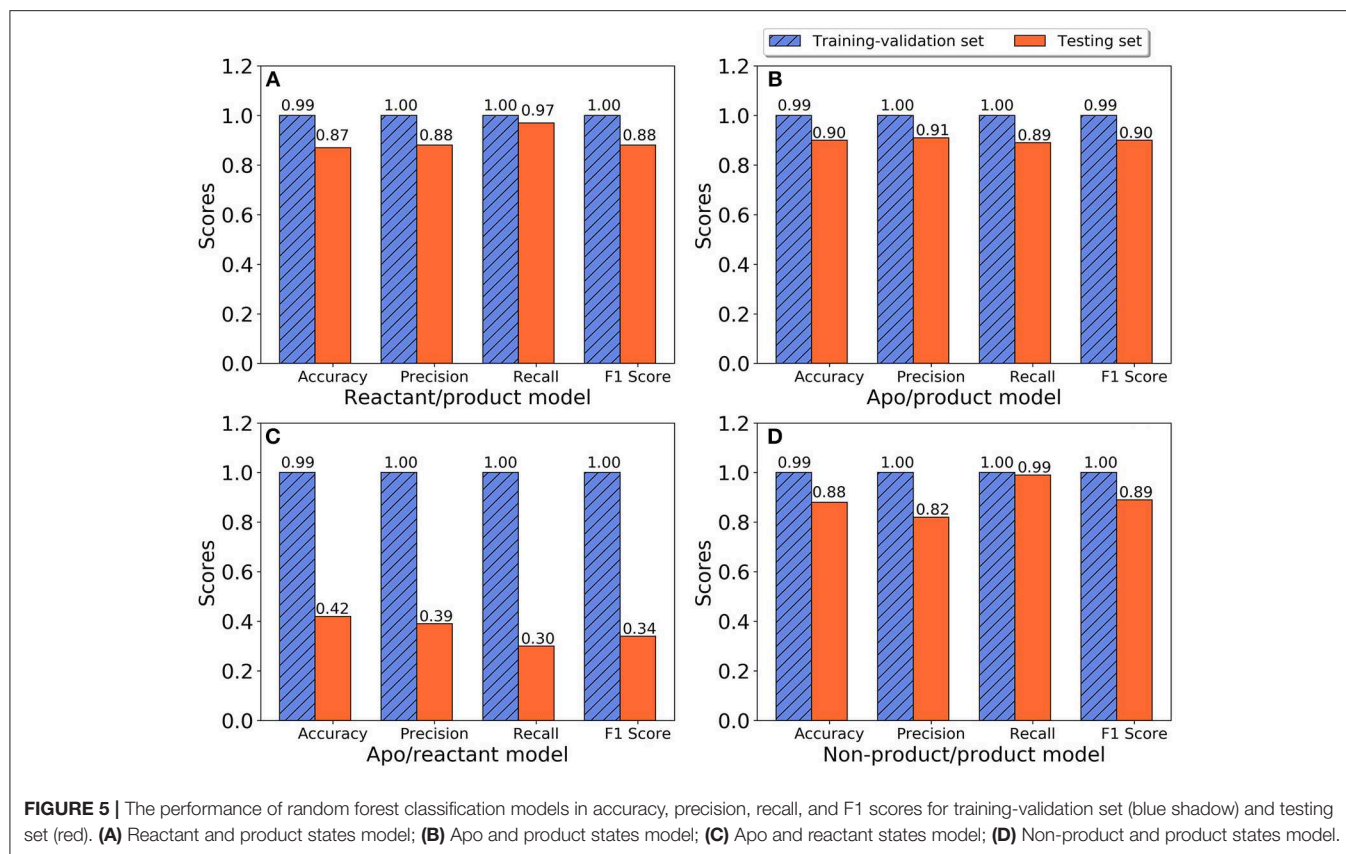 Training-validation set Testing set
A
1.2
1.0
0.8
0.6
0.4
0.2
0.0
Scores
0.99 0.87 1.00 0.88 1.00 0.97 1.00 0.88
Accuracy Precision Recall F1 Score
Reactant/product model
B
1.2
1.0
0.8
0.6
0.4
0.2
0.0
Scores
0.99 0.90 1.00 0.91 1.00 0.89 0.99 0.90
Accuracy Precision Recall F1 Score
Apo/product model
C
1.2
1.0
0.8
0.6
0.4
0.2
0.0
Scores
0.99 0.42 1.00 0.39 1.00 0.30 1.00 0.34
Accuracy Precision Recall F1 Score
Apo/reactant model
D
1.2
1.0
0.8
0.6
0.4
0.2
0.0
Scores
0.99 0.88 1.00 0.82 1.00 0.99 1.00 0.89
Accuracy Precision Recall F1 Score
Non-product/product model
FIGURE 5 | The performance of random forest classification models in accuracy, precision, recall, and F1 scores for training-validation set (blue shadow) and testing
set (red). (A) Reactant and product states model; (B) Apo and product states model; (C) Apo and reactant states model; (D) Non-product and product states model.